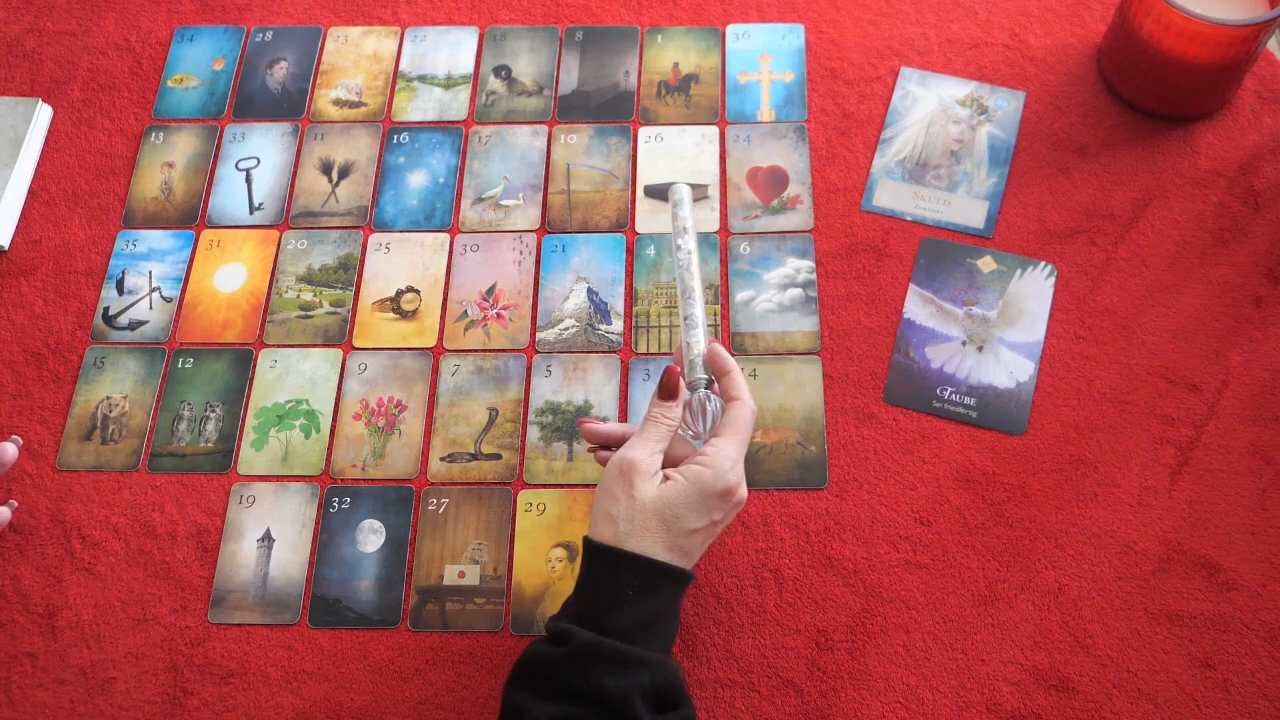 34 28 23 22 18 8 1 36
13 33 11 16 17 10 26 24
35 31 20 25 30 21 4 6
15 12 2 9 7 5 3 14
19 32 27 29
SKULD
TAUBE
Sei friedfertig